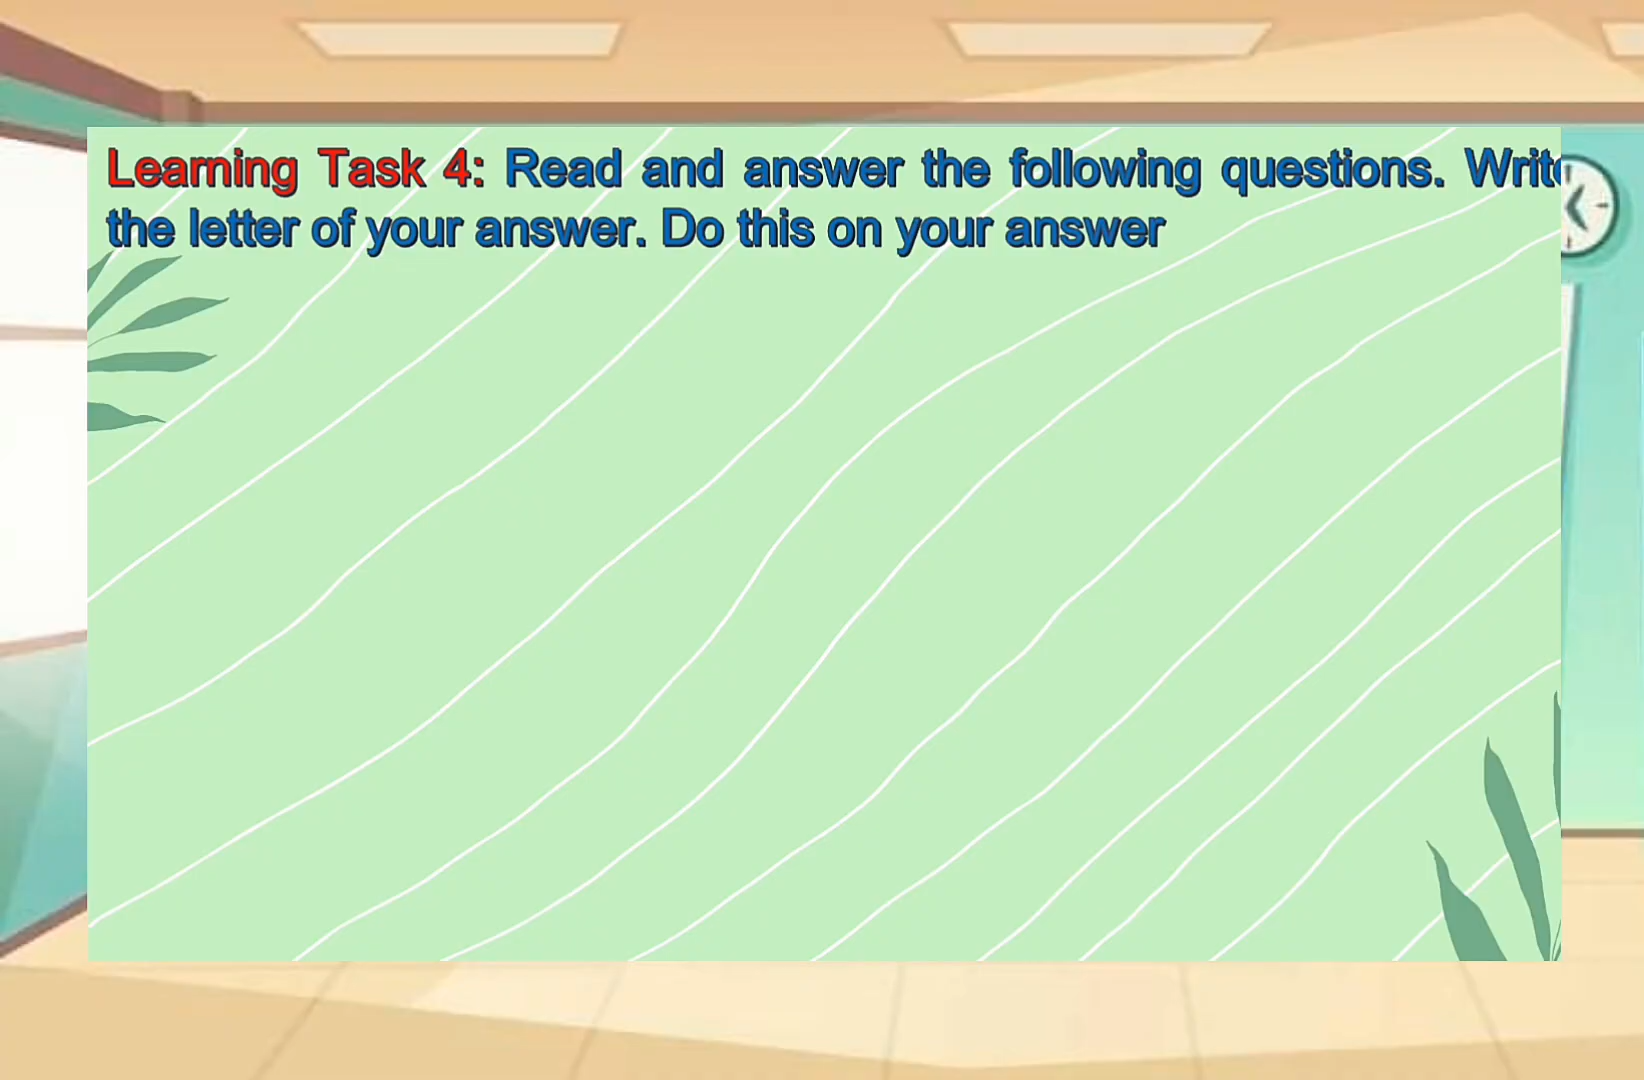 Learning Task 4: Read and answer the following questions. Write
the letter of your answer. Do this on your answer